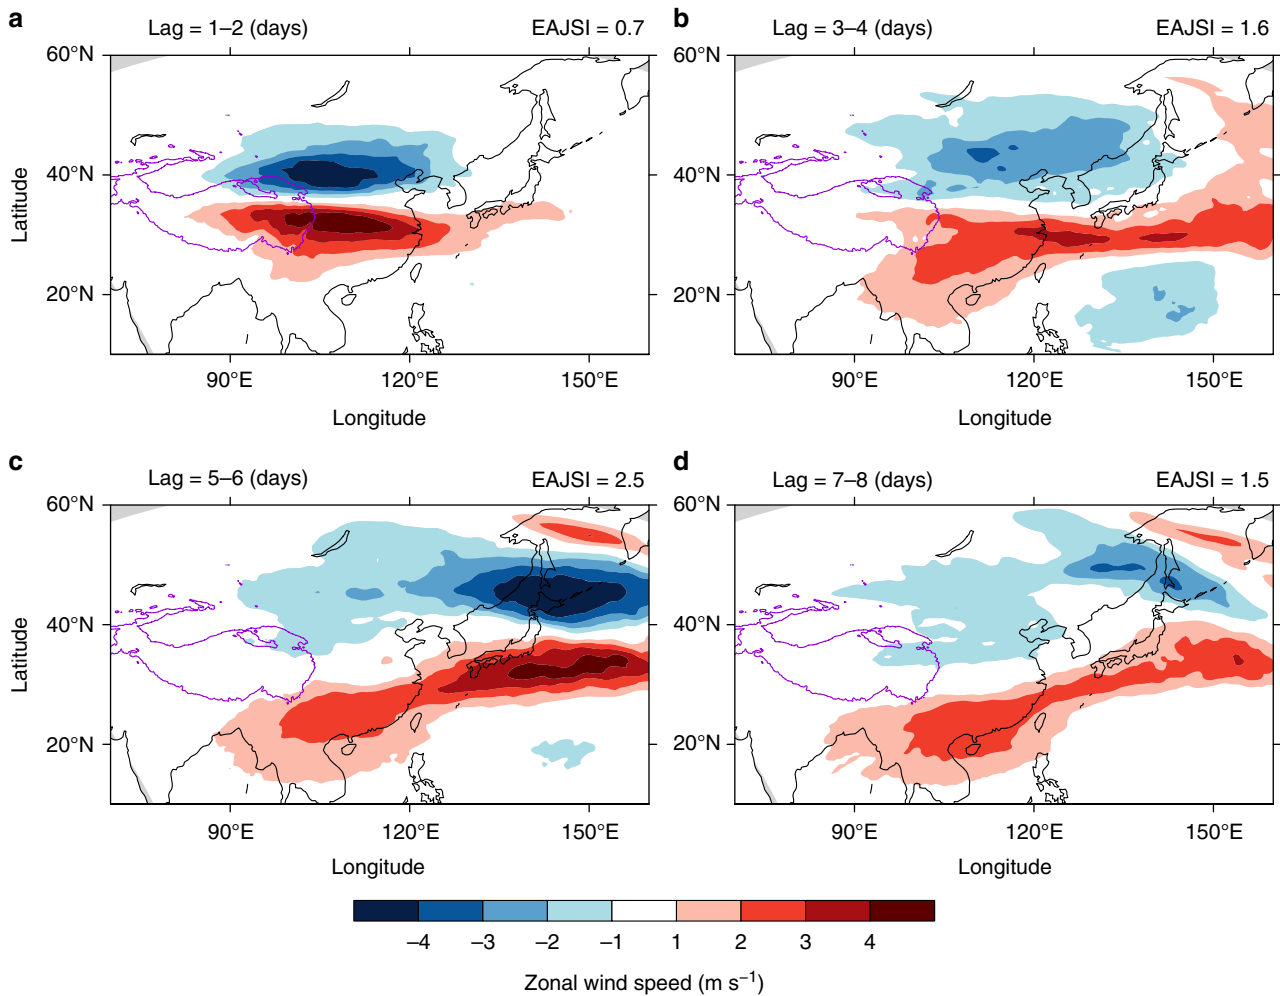 a
Lag = 1–2 (days)
EAJSI = 0.7
60°N
40°N
20°N
Latitude
90°E
120°E
150°E
Longitude
b
Lag = 3–4 (days)
EAJSI = 1.6
60°N
40°N
20°N
90°E
120°E
150°E
Longitude
c
Lag = 5–6 (days)
EAJSI = 2.5
60°N
40°N
20°N
Latitude
90°E
120°E
150°E
Longitude
d
Lag = 7–8 (days)
EAJSI = 1.5
60°N
40°N
20°N
90°E
120°E
150°E
Longitude
–4 –3 –2 –1 1 2 3 4
Zonal wind speed (m s⁻¹)